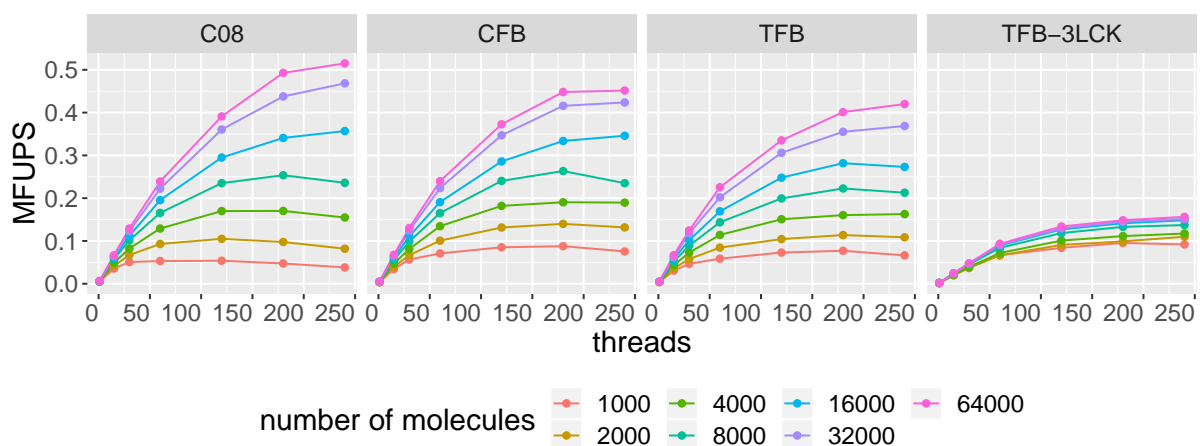 C08 CFB TFB TFB−3LCK
MFUPS
0.5
0.4
0.3
0.2
0.1
0.0
0 50 100 150 200 250 0 50 100 150 200 250 0 50 100 150 200 250 0 50 100 150 200 250
threads
number of molecules
1000 4000 16000 64000
2000 8000 32000